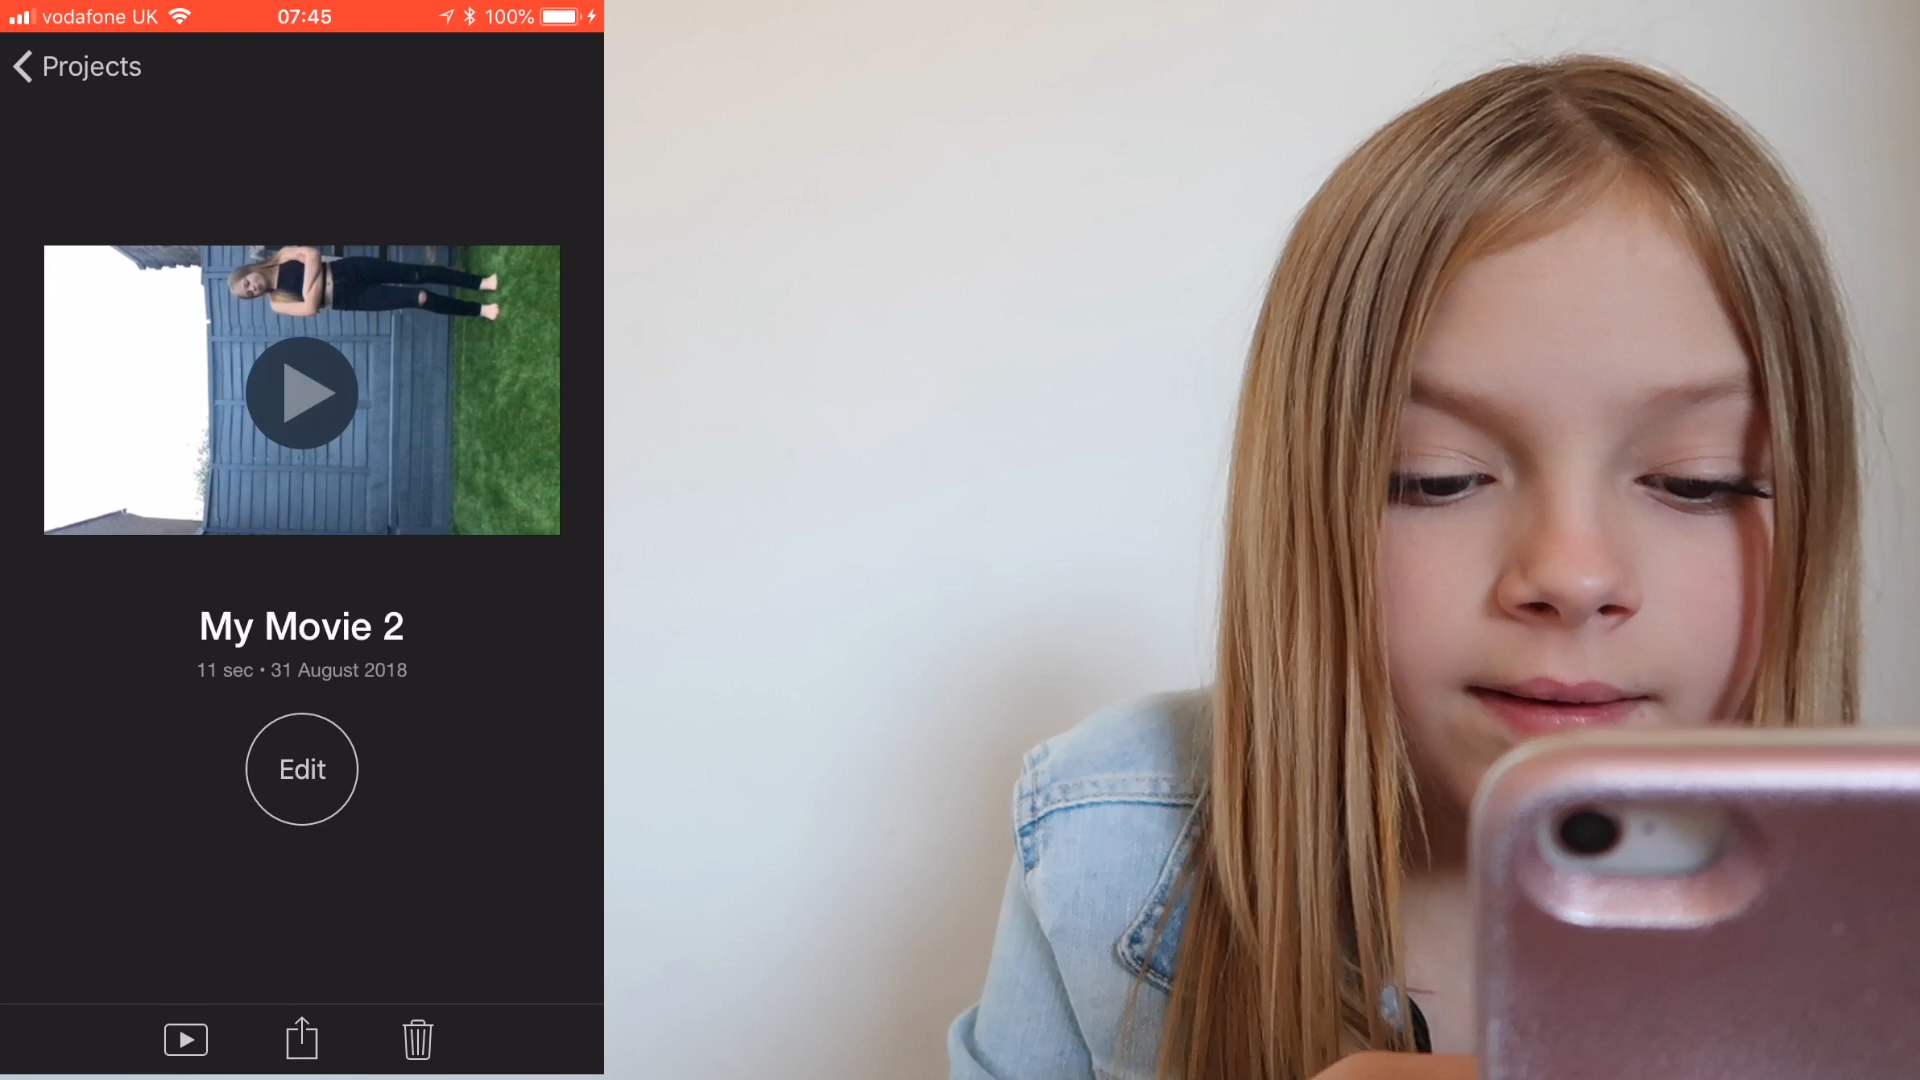 vodafone UK 07:45 100%
Projects
My Movie 2
11 sec • 31 August 2018
Edit